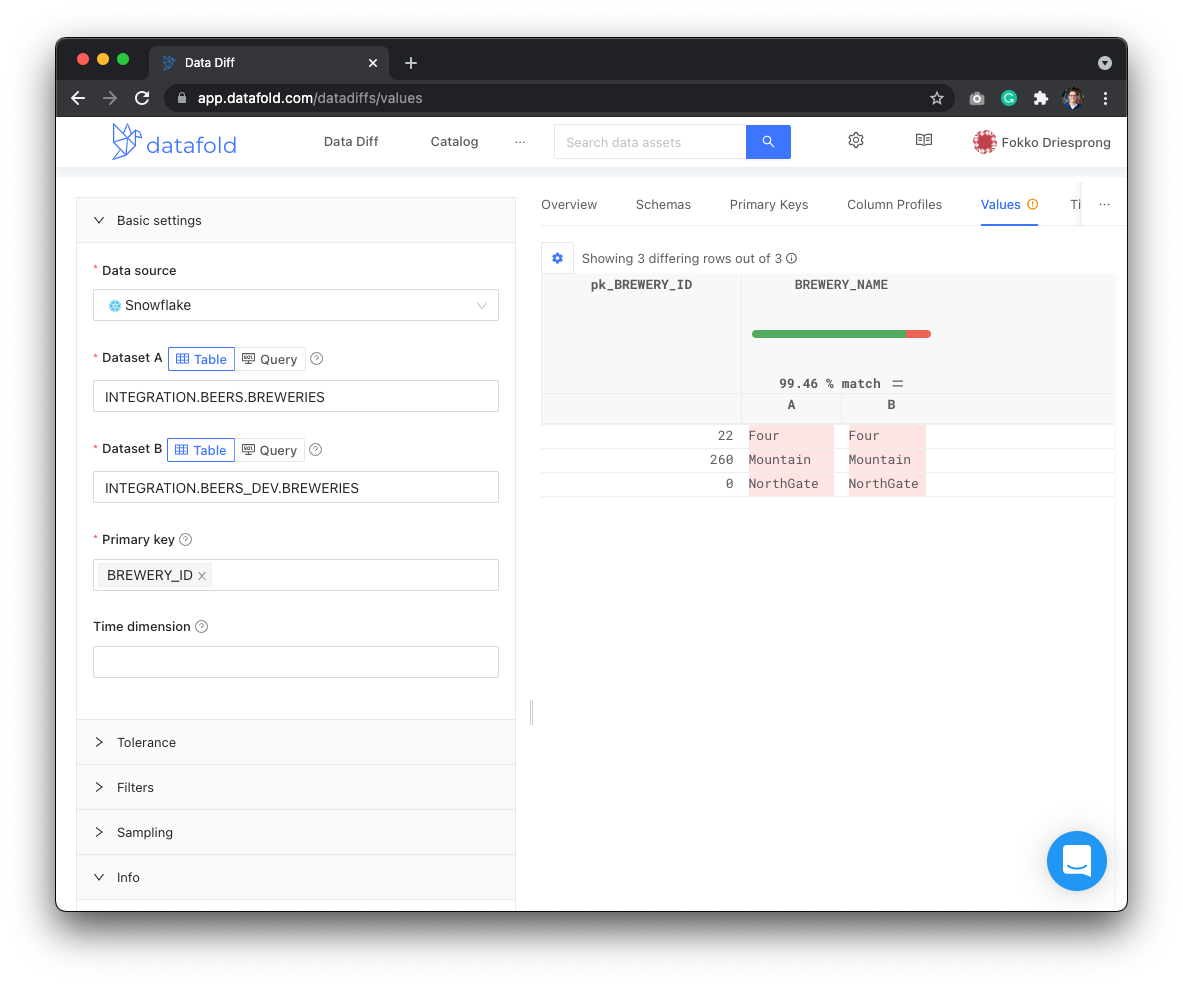 Data Diff
app.datafold.com/datadiffs/values
datafold
Data Diff
Catalog
···
Search data assets
Fokko Driesprong
Basic settings
* Data source
Snowflake
* Dataset A Table Query
INTEGRATION.BEERS.BREWERIES
* Dataset B Table Query
INTEGRATION.BEERS_DEV.BREWERIES
* Primary key
BREWERY_ID
Time dimension
Tolerance
Filters
Sampling
Info
Overview Schemas Primary Keys Column Profiles Values Ti ···
Showing 3 differing rows out of 3
pk_BREWERY_ID BREWERY_NAME
99.46 % match =
A B
22 Four Four
260 Mountain Mountain
0 NorthGate NorthGate